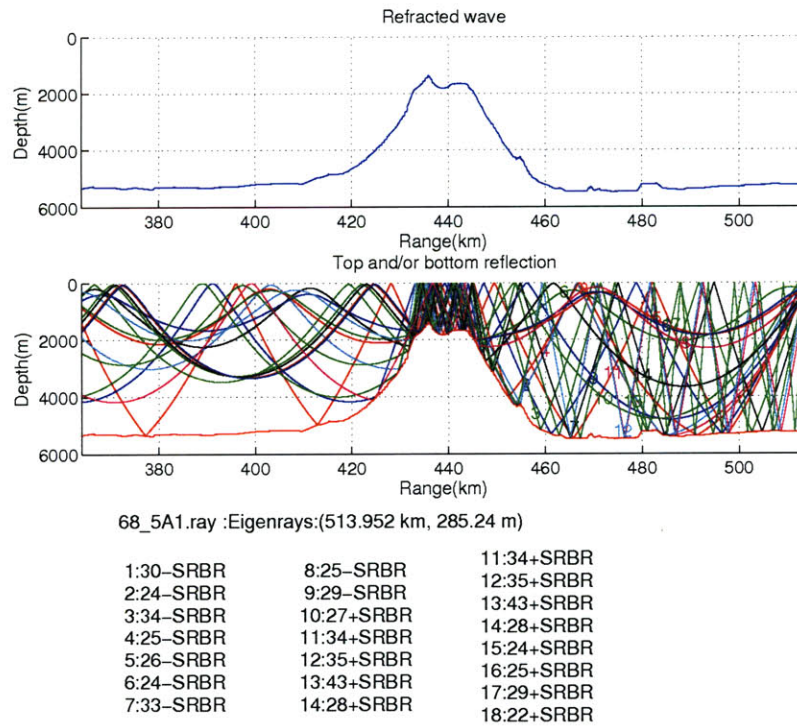 Refracted wave
0
2000
4000
6000
Depth(m)
380 400 420 440 460 480 500
Range(km)
Top and/or bottom reflection
0
2000
4000
6000
Depth(m)
380 400 420 440 460 480 500
Range(km)
68_5A1.ray :Eigenrays:(513.952 km, 285.24 m)
1:30-SRBR
2:24-SRBR
3:34-SRBR
4:25-SRBR
5:26-SRBR
6:24-SRBR
7:33-SRBR
8:25-SRBR
9:29-SRBR
10:27+SRBR
11:34+SRBR
12:35+SRBR
13:43+SRBR
14:28+SRBR
11:34+SRBR
12:35+SRBR
13:43+SRBR
14:28+SRBR
15:24+SRBR
16:25+SRBR
17:29+SRBR
18:22+SRBR